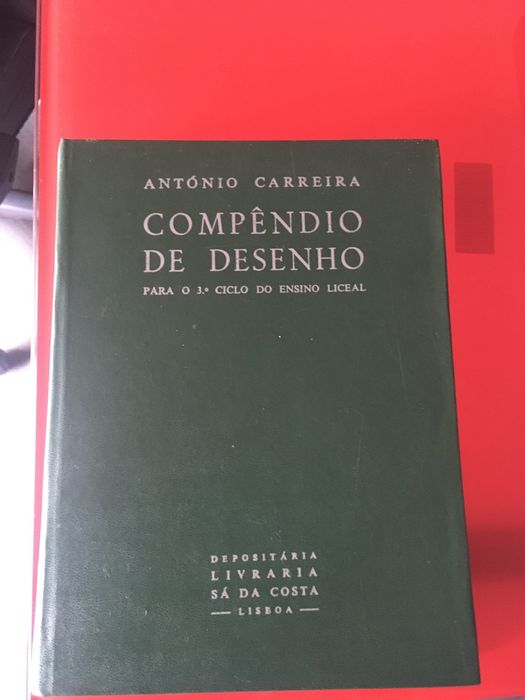 ANTÓNIO CARREIRA
COMPÊNDIO
DE DESENHO
PARA O 3.º CICLO DO ENSINO LICEAL
DEPOSITÁRIA
LIVRARIA
SÁ DA COSTA
— LISBOA —